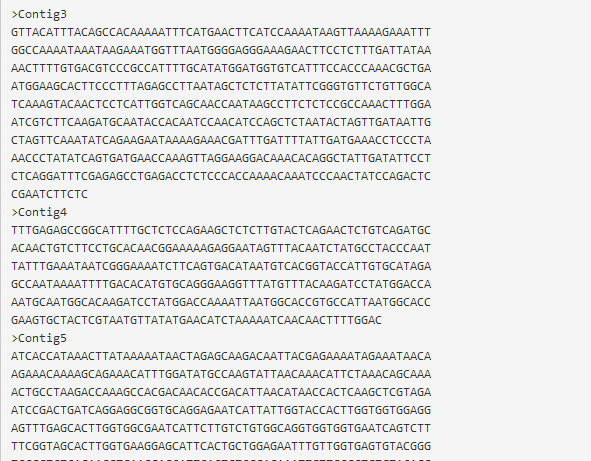 >Contig3
GTTACATTTACAGCCACAAAAATTTCATGAACTTCATCCAAAATAAGTTAAAAGAAATTT
GGCCAAAATAAATAAGAAATGGTTTAATGGGGAGGGAAAGAACTTCCTCTTTGATTATAA
AACTTTTGTGACGTCCCGCCATTTTGCATATGGATGGTGTCATTTCCACCCAAACGCTGA
ATGGAAGCACTTCCCTTTAGAGCCTTAATAGCTCTCTTATATTCGGGTGTTCTGTTGGCA
TCAAAGTACAACTCCTCATTGGTCAGCAACCAATAAGCCTTCTCTCCGCCAAACTTTGGA
ATCGTCTTCAAGATGCAATACCACAATCCAACATCCAGCTCTAATACTAGTTGATAATTG
CTAGTTCAAATATCAGAAGAATAAAAGAAACGATTTGATTTTATTGATGAAACCTCCCTA
AACCCTATATCAGTGATGAACCAAAGTTAGGAAGGACAAACACAGGCTATTGATATTCCT
CTCAGGATTTCGAGAGCCTGAGACCTCTCCCACCAAAACAAATCCCAACTATCCAGACTC
CGAATCTTCTC
>Contig4
TTTGAGAGCCGGCATTTTGCTCTCCAGAAGCTCTCTTGTACTCAGAACTCTGTCAGATGC
ACAACTGTCTTCCTGCACAACGGAAAAAGAGGAATAGTTTACAATCTATGCCTACCCAAT
TATTTGAAATAATCGGGAAAATCTTCAGTGACATAATGTCACGGTACCATTGTGCATAGA
GCCAATAAAATTTTGACACATGTGCAGGGAAGGTTTATGTTTACAAGATCCTATGGACCA
AATGCAATGGCACAAGATCCTATGGACCAAAATTAATGGCACCGTGCCATTAATGGCACC
GAAGTGCTACTCGTAATGTTATATGAACATCTAAAAATCAACAACTTTTGGAC
>Contig5
ATCACCATAAACTTATAAAAATAACTAGAGCAAGACAATTACGAGAAAATAGAAATAACA
AGAAACAAAAGCAGAAACATTTGGATATGCCAAGTATTAACAAACATTCTAAACAGCAAA
ACTGCCTAAGACCAAAGCCACGACAACACCGACATTAACATAACCACTCAAGCTCGTAGA
ATCCGACTGATCAGGAGGCGGTGCAGGAGAATCATTATTGGTACCACTTGGTGGTGGAGG
AGTTTGAGCACTTGGTGGCGAATCATTCTTGTCTGTGGCAGGTGGTGGTGAATCAGTCTT
TTCGGTAGCACTTGGTGAAGGAGCATTCACTGCTGGAGAATTTGTTGGTGAGTGTACGGG